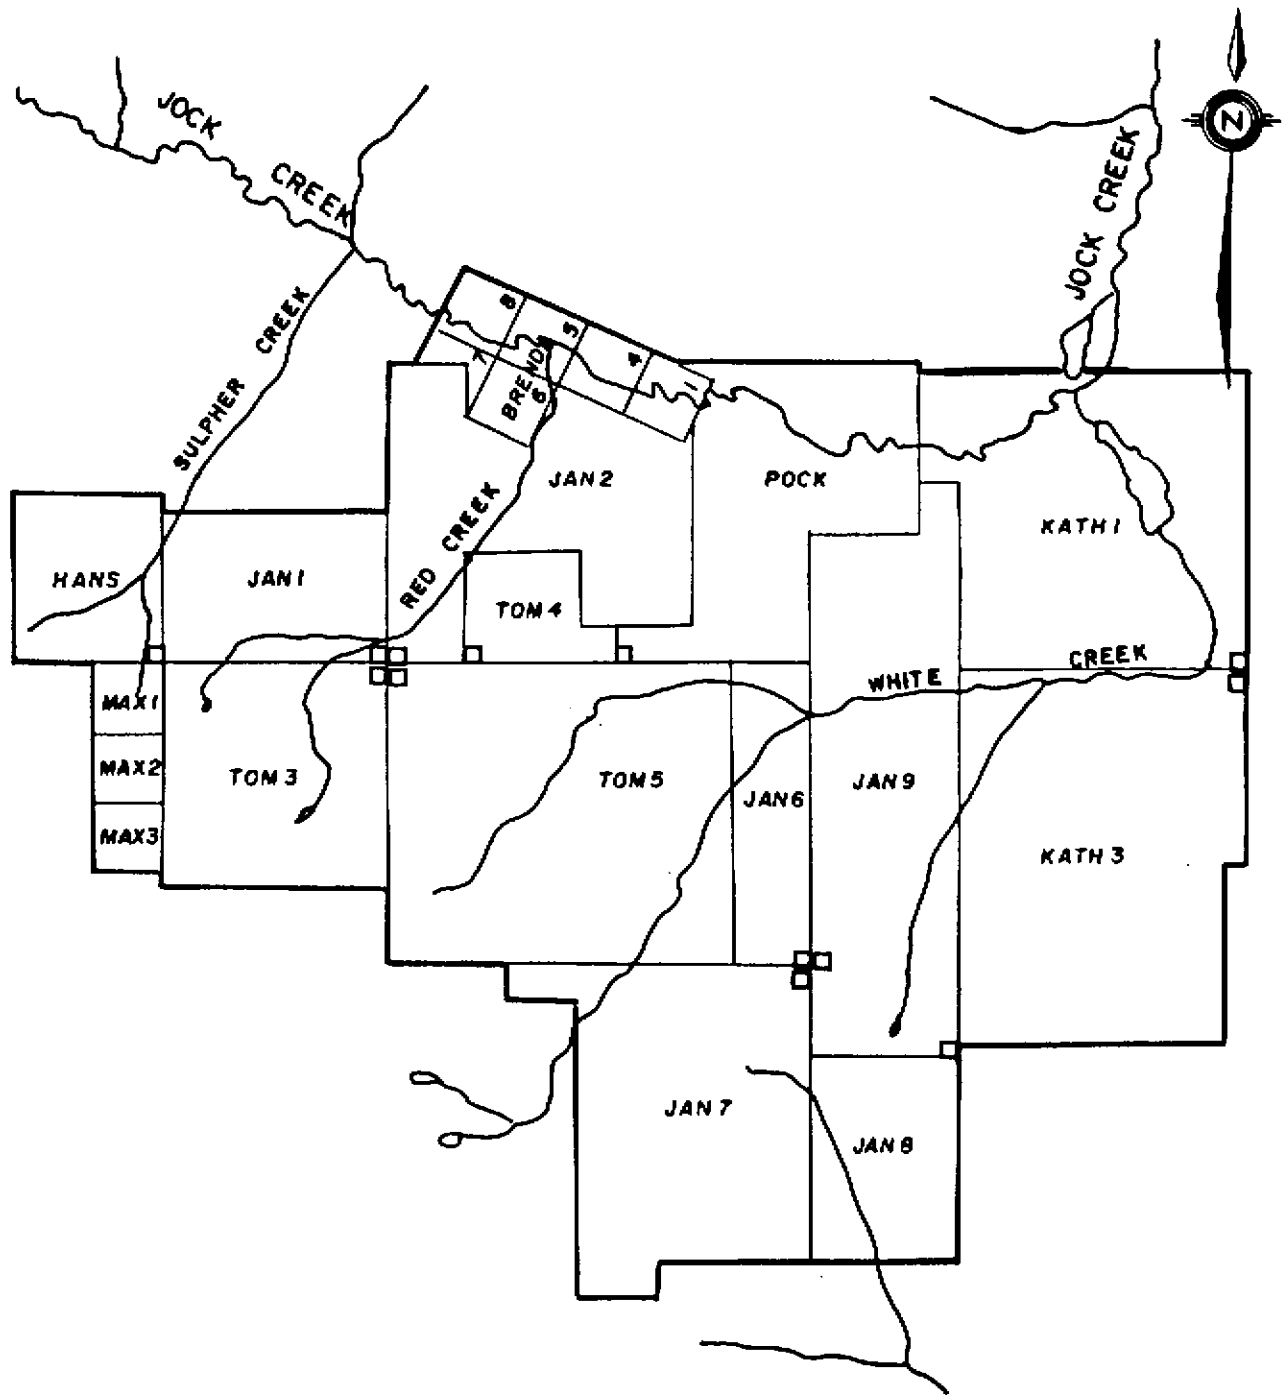 JOCK CREEK
JOCK CREEK
N
SULPHER CREEK
8
5
4
1
7
BREND
6
JAN 2
POCK
RED CREEK
KATH 1
HANS
JAN 1
TOM 4
WHITE CREEK
MAX 1
MAX 2
MAX 3
TOM 3
TOM 5
JAN 6
JAN 9
KATH 3
JAN 7
JAN 8